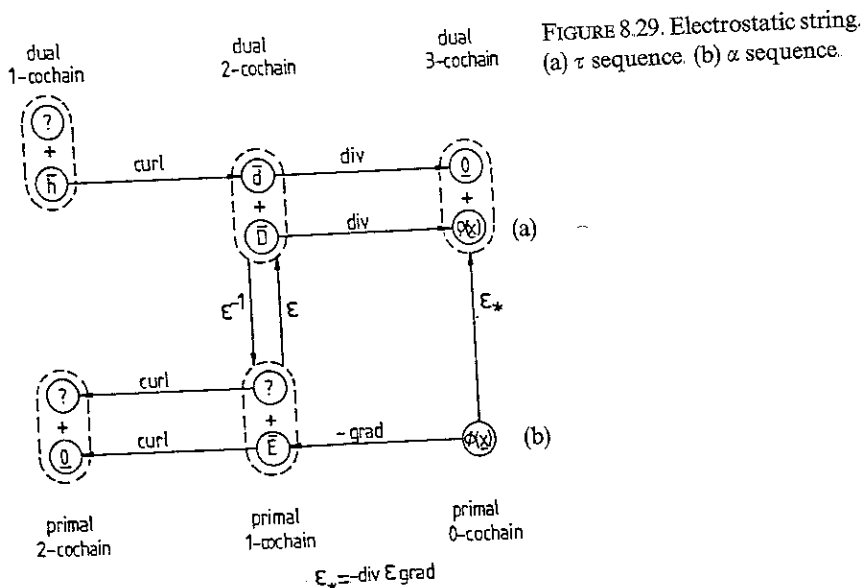 FIGURE 8.29. Electrostatic string.
(a) τ sequence. (b) α sequence.
dual 1-cochain
dual 2-cochain
dual 3-cochain
?
+
h̄
curl
d̄
+
D̄
div
div
0
+
ρ(x)
(a)
ε⁻¹
ε
ε*
?
+
0
curl
curl
?
+
Ē
-grad
Φ(x)
(b)
primal 2-cochain
primal 1-cochain
primal 0-cochain
ε*=-div ε grad